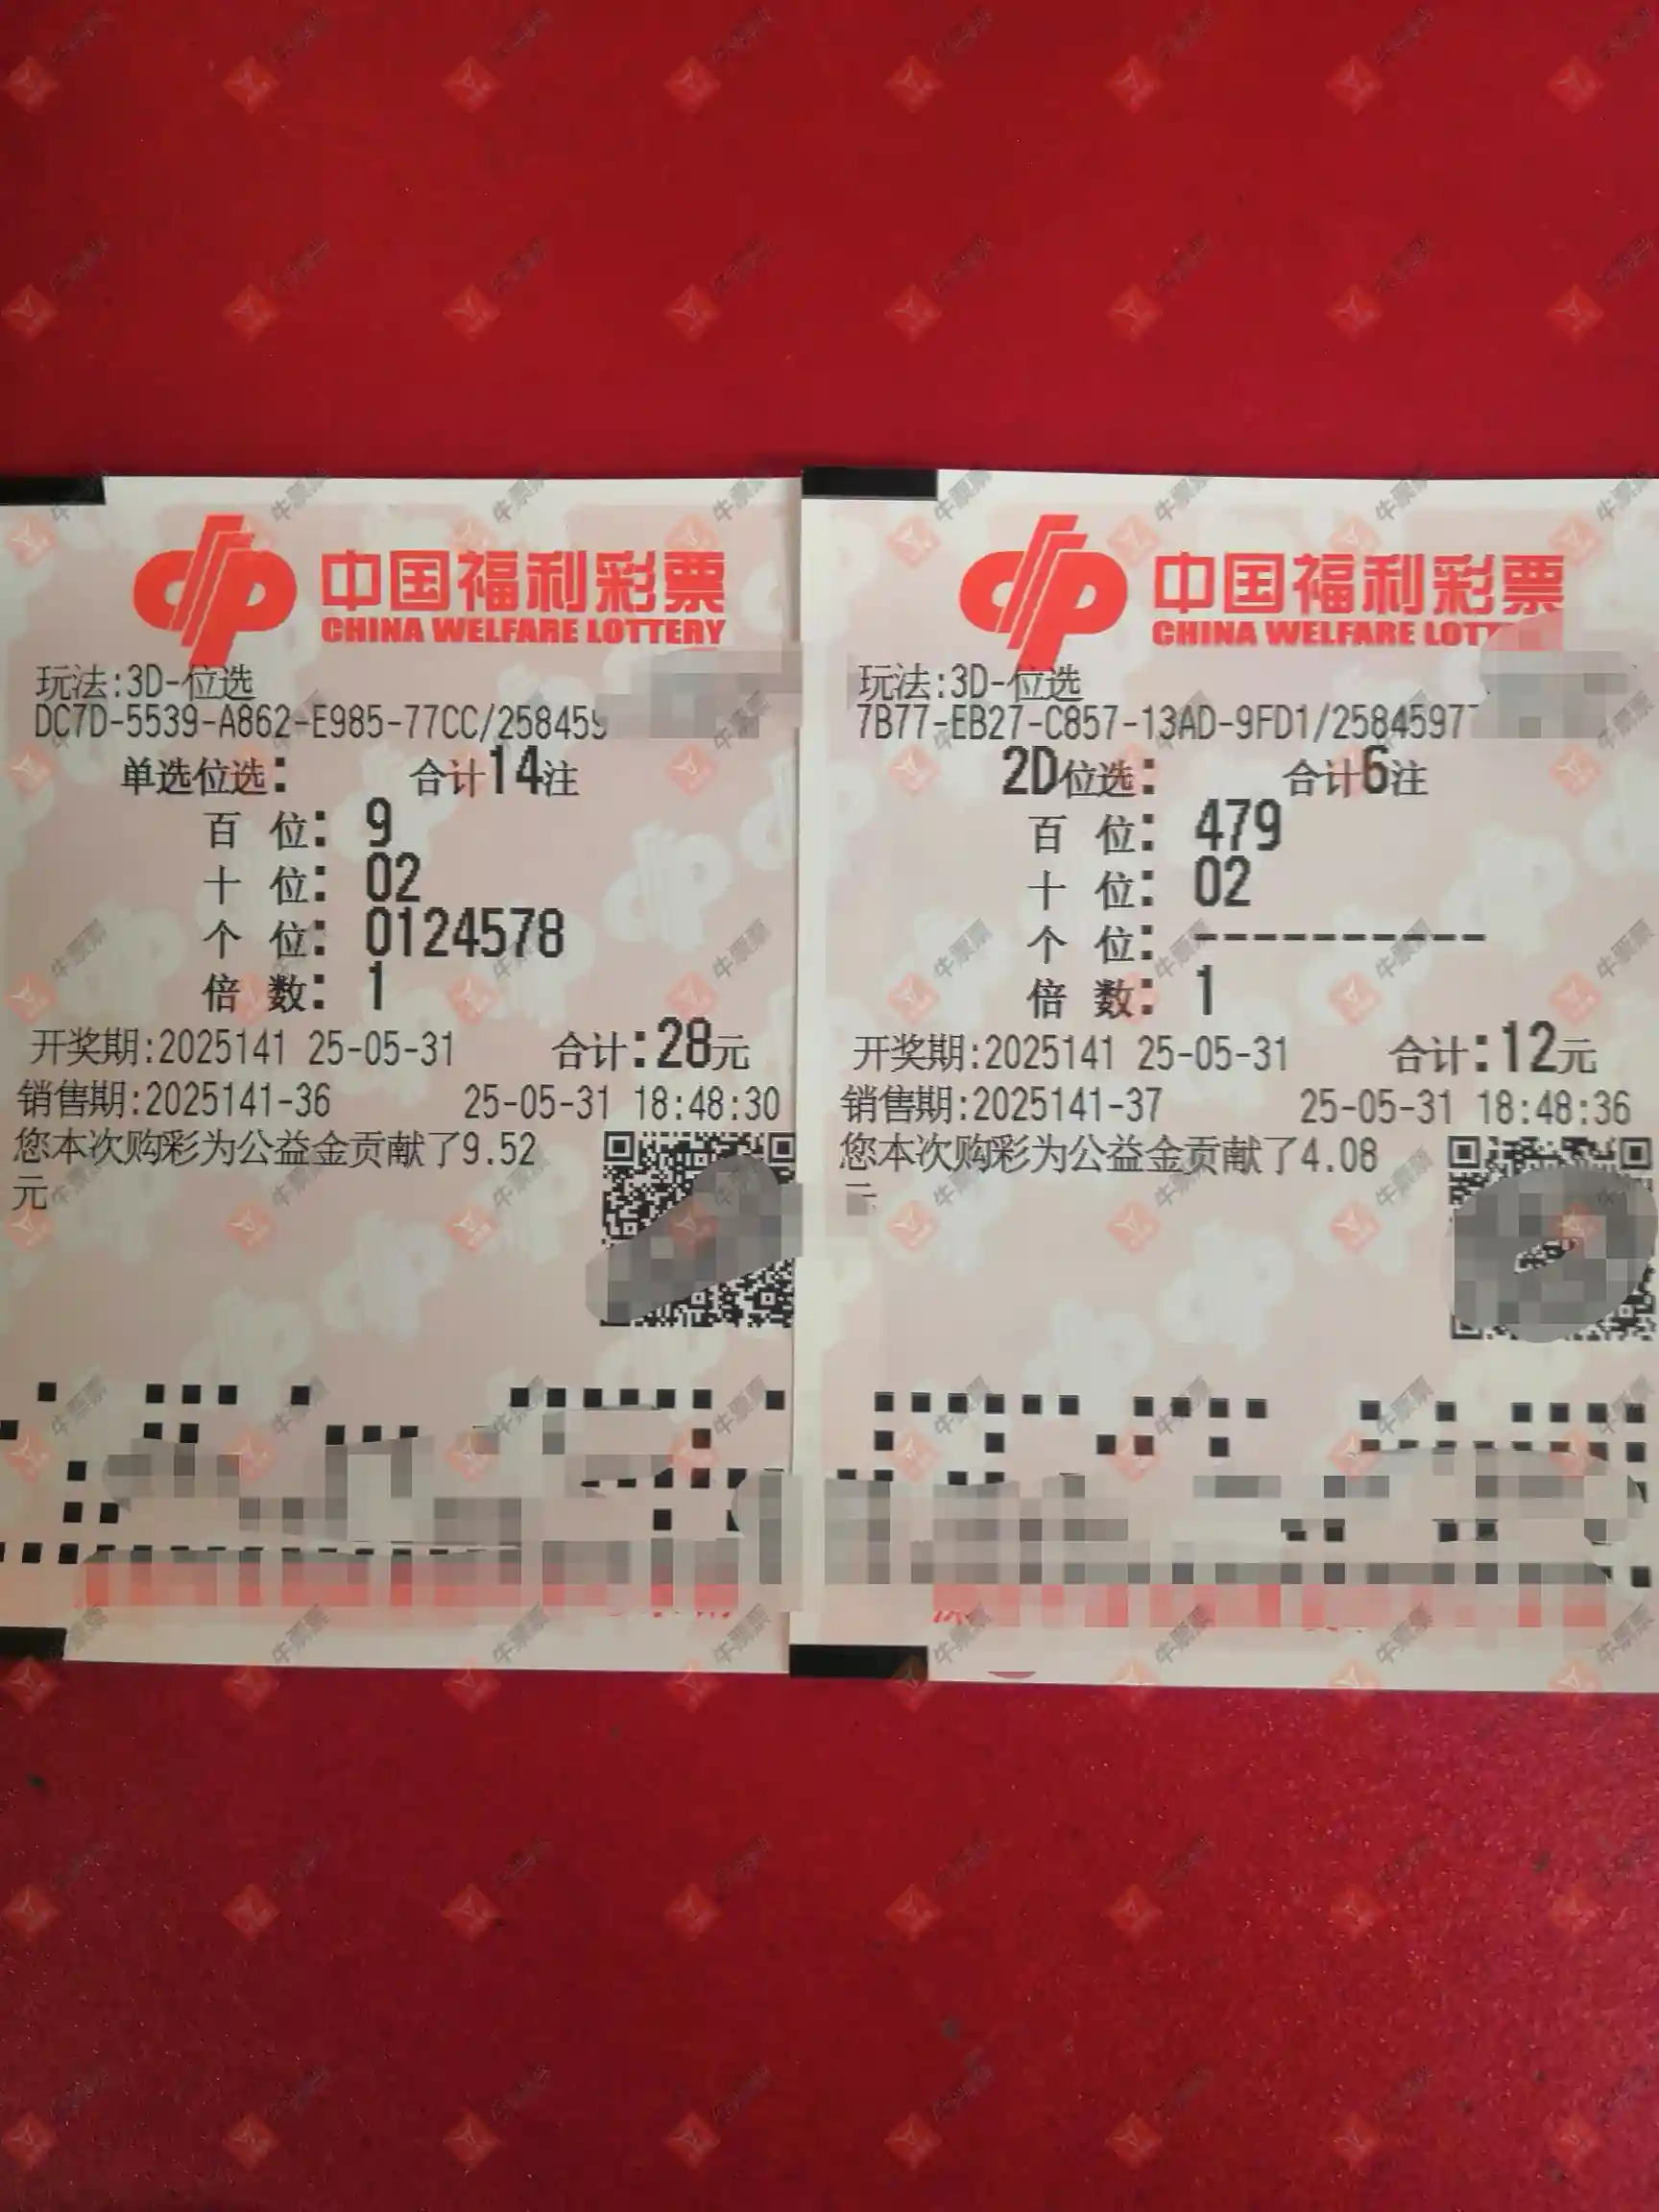 中国福利彩票
CHINA WELFARE LOTTERY
玩法:3D-位选
DC7D-5539-A862-E985-77CC/25845
单选位选: 合计14注
百 位: 9
十 位: 02
个 位: 0124578
倍 数: 1
开奖期:2025141 25-05-31 合计:28元
销售期:2025141-36 25-05-31 18:48:30
您本次购彩为公益金贡献了9.52
元
中国福利彩票
CHINA WELFARE LOTT
玩法:3D-位选
7B77-EB27-C857-13AD-9FD1/2584597
2D位选: 合计6注
百 位: 479
十 位: 02
个 位: ----------
倍 数: 1
开奖期:2025141 25-05-31 合计:12元
销售期:2025141-37 25-05-31 18:48:36
您本次购彩为公益金贡献了4.08
牛票票